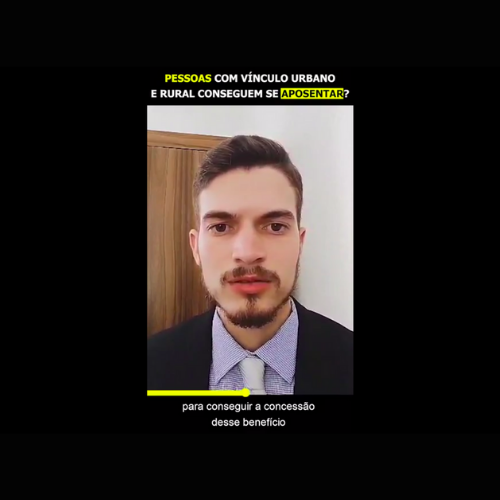 PESSOAS COM VÍNCULO URBANO
E RURAL CONSEGUEM SE APOSENTAR?
para conseguir a concessão
desse benefício